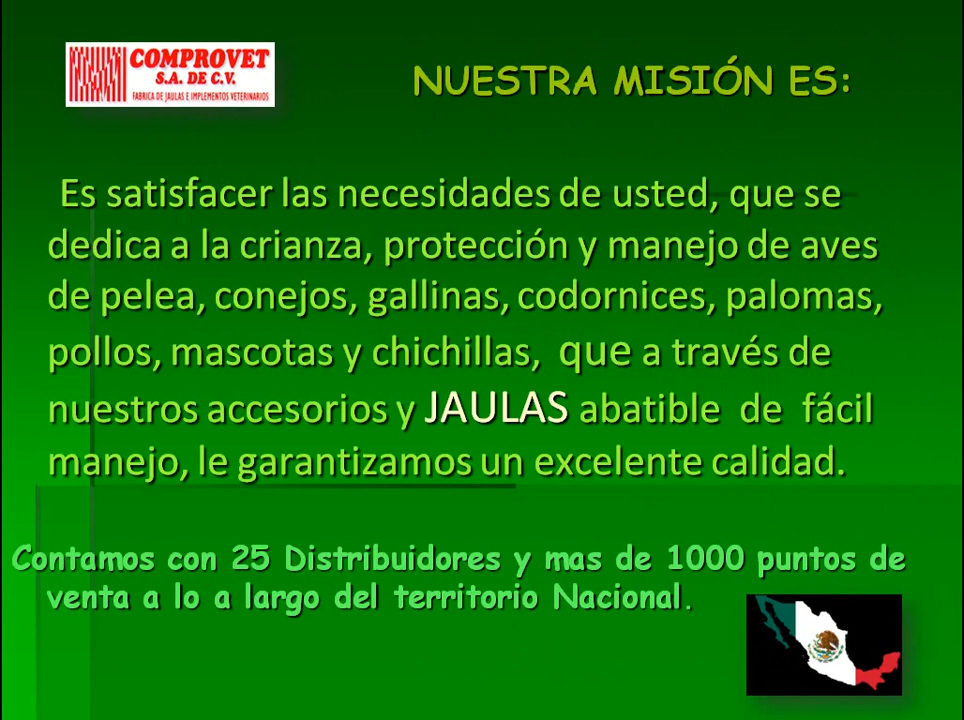 COMPROVET
S.A. DE C.V.
FABRICA DE JAULAS E IMPLEMENTOS VETERINARIOS
NUESTRA MISIÓN ES:
Es satisfacer las necesidades de usted, que se
dedica a la crianza, protección y manejo de aves
de pelea, conejos, gallinas, codornices, palomas,
pollos, mascotas y chichillas, que a través de
nuestros accesorios y JAULAS abatible de fácil
manejo, le garantizamos un excelente calidad.
Contamos con 25 Distribuidores y mas de 1000 puntos de
venta a lo a largo del territorio Nacional.